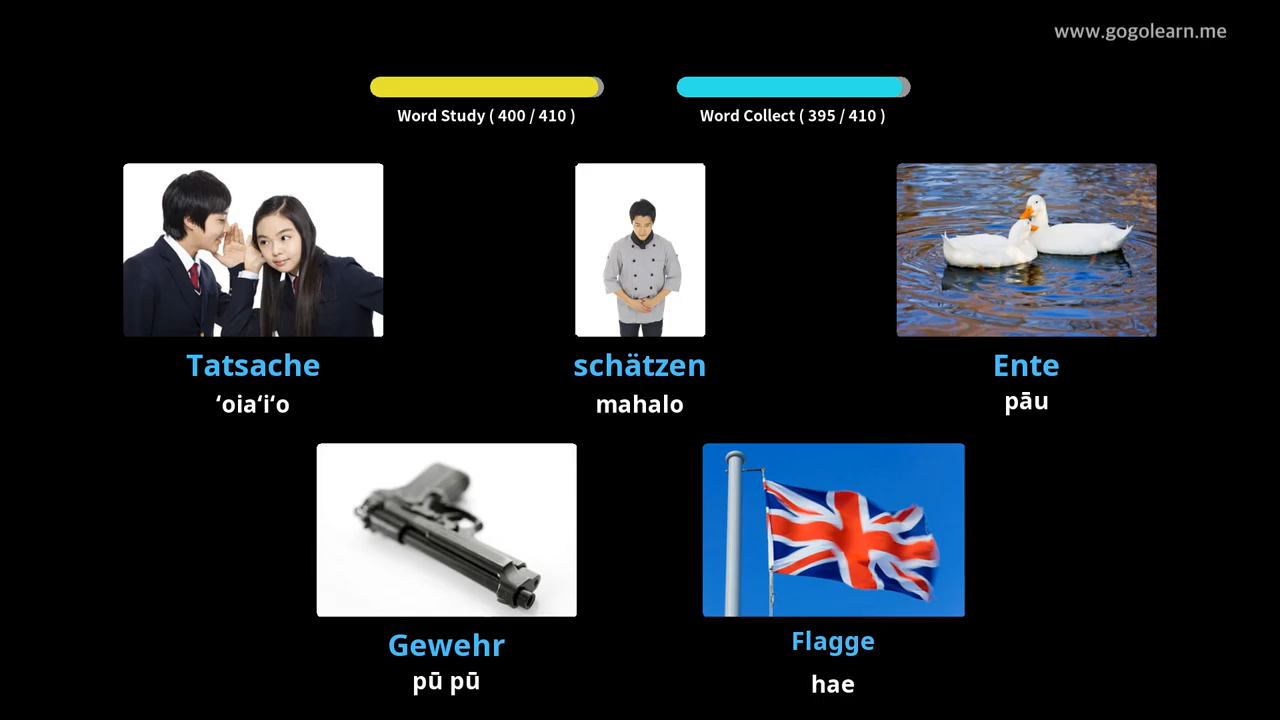 www.gogolearn.me
Word Study ( 400 / 410 )
Word Collect ( 395 / 410 )
Tatsache
ʻoiaʻiʻo
schätzen
mahalo
Ente
pāu
Gewehr
pū pū
Flagge
hae